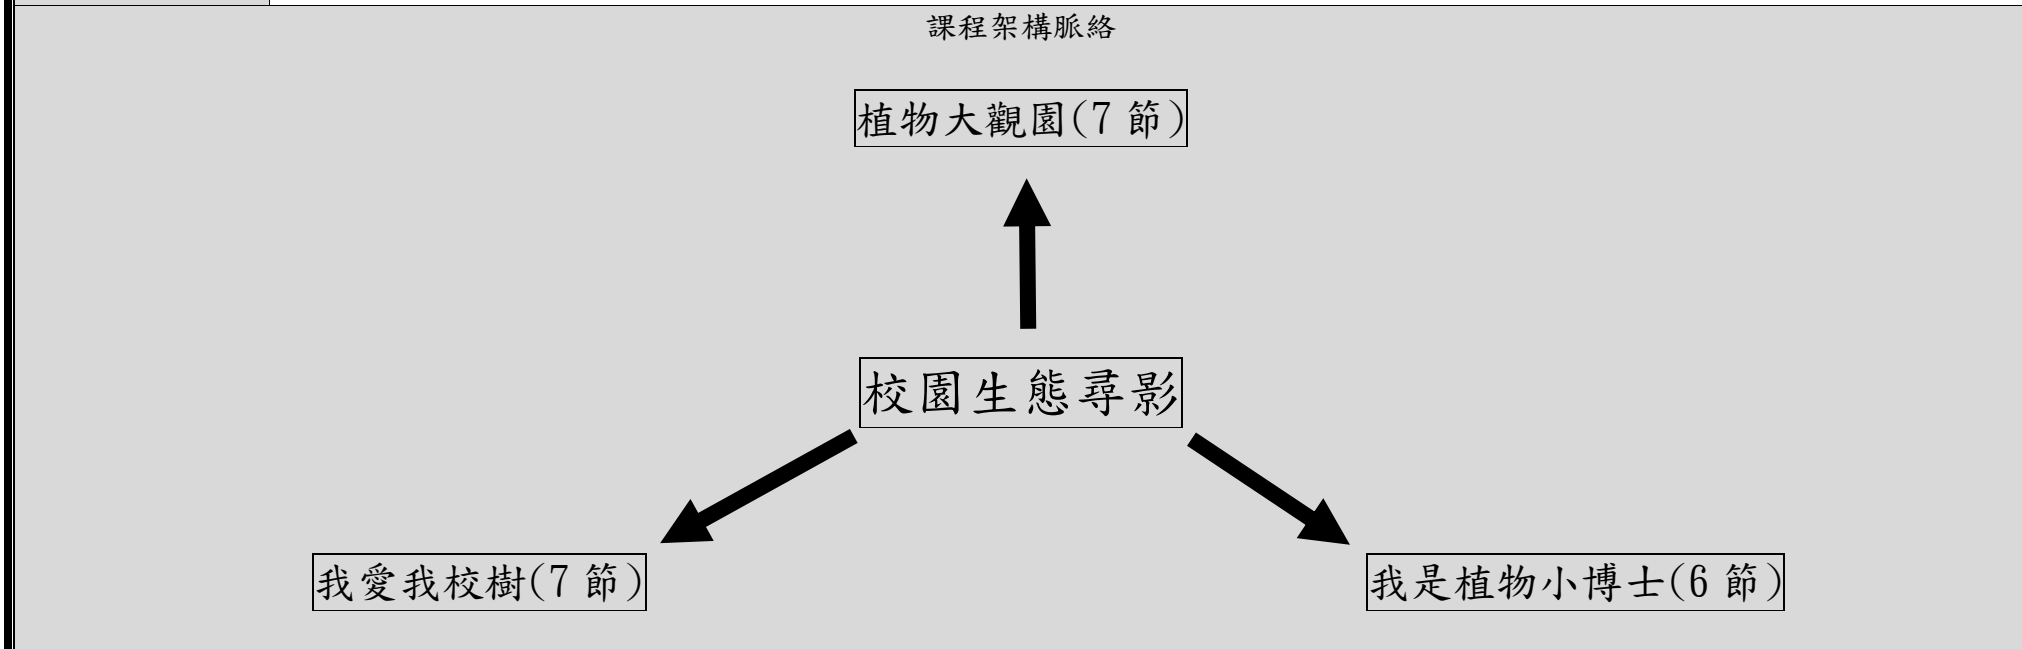 課程架構脈絡
植物大觀園(7 節)
校園生態尋影
我愛我校樹(7 節)
我是植物小博士(6 節)